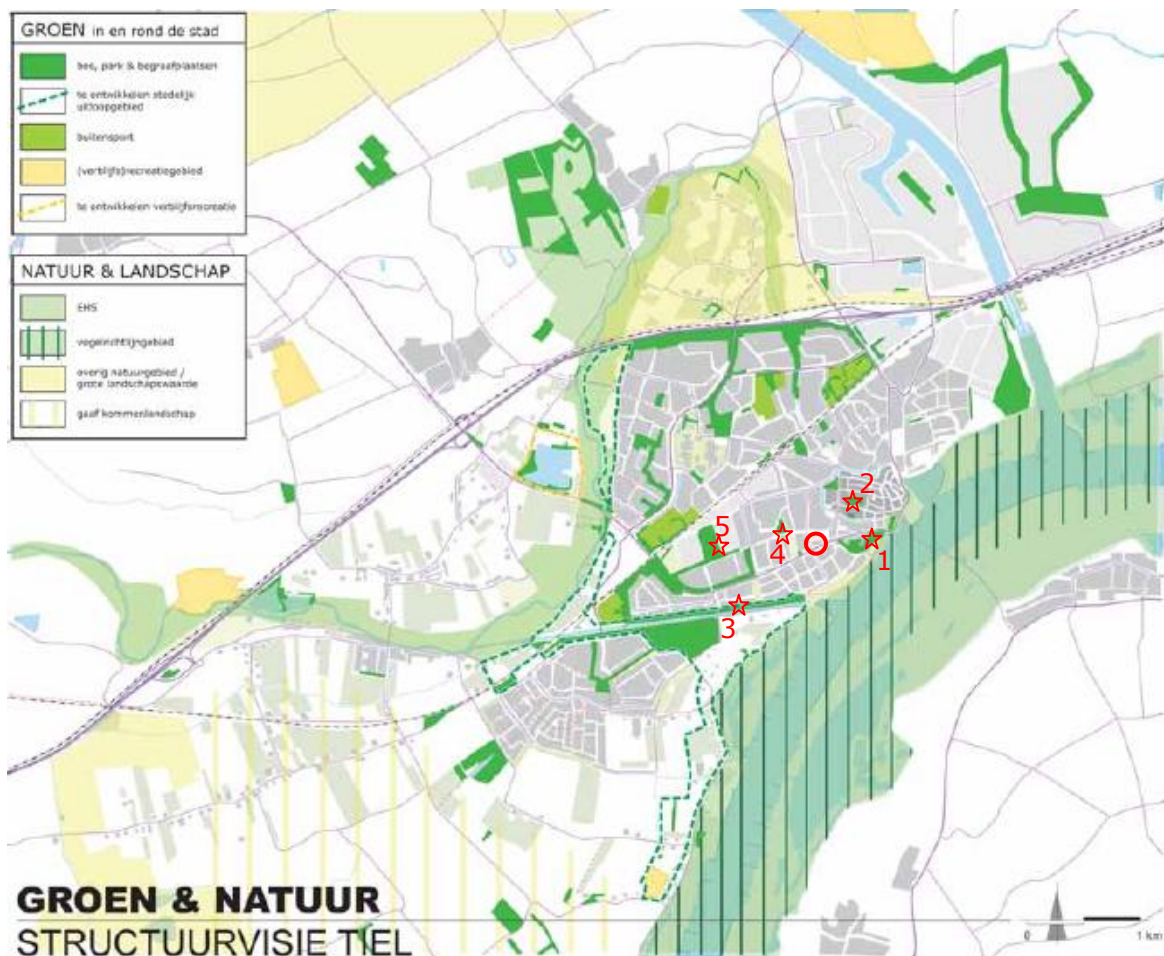 GROEN in en rond de stad
bos, park & begraafplaatsen
te ontwikkelen stedelijk
uitloopgebied
buitensport
(verblijfs)recreatiegebied
te ontwikkelen verblijfsrecreatie
NATUUR & LANDSCHAP
EHS
vogelrichtlijngebied
overig natuurgebied /
grote landschapswaarde
gaaf kommenlandschap
2
5
4
1
3
GROEN & NATUUR
STRUCTUURVISIE TIEL
0
1 km